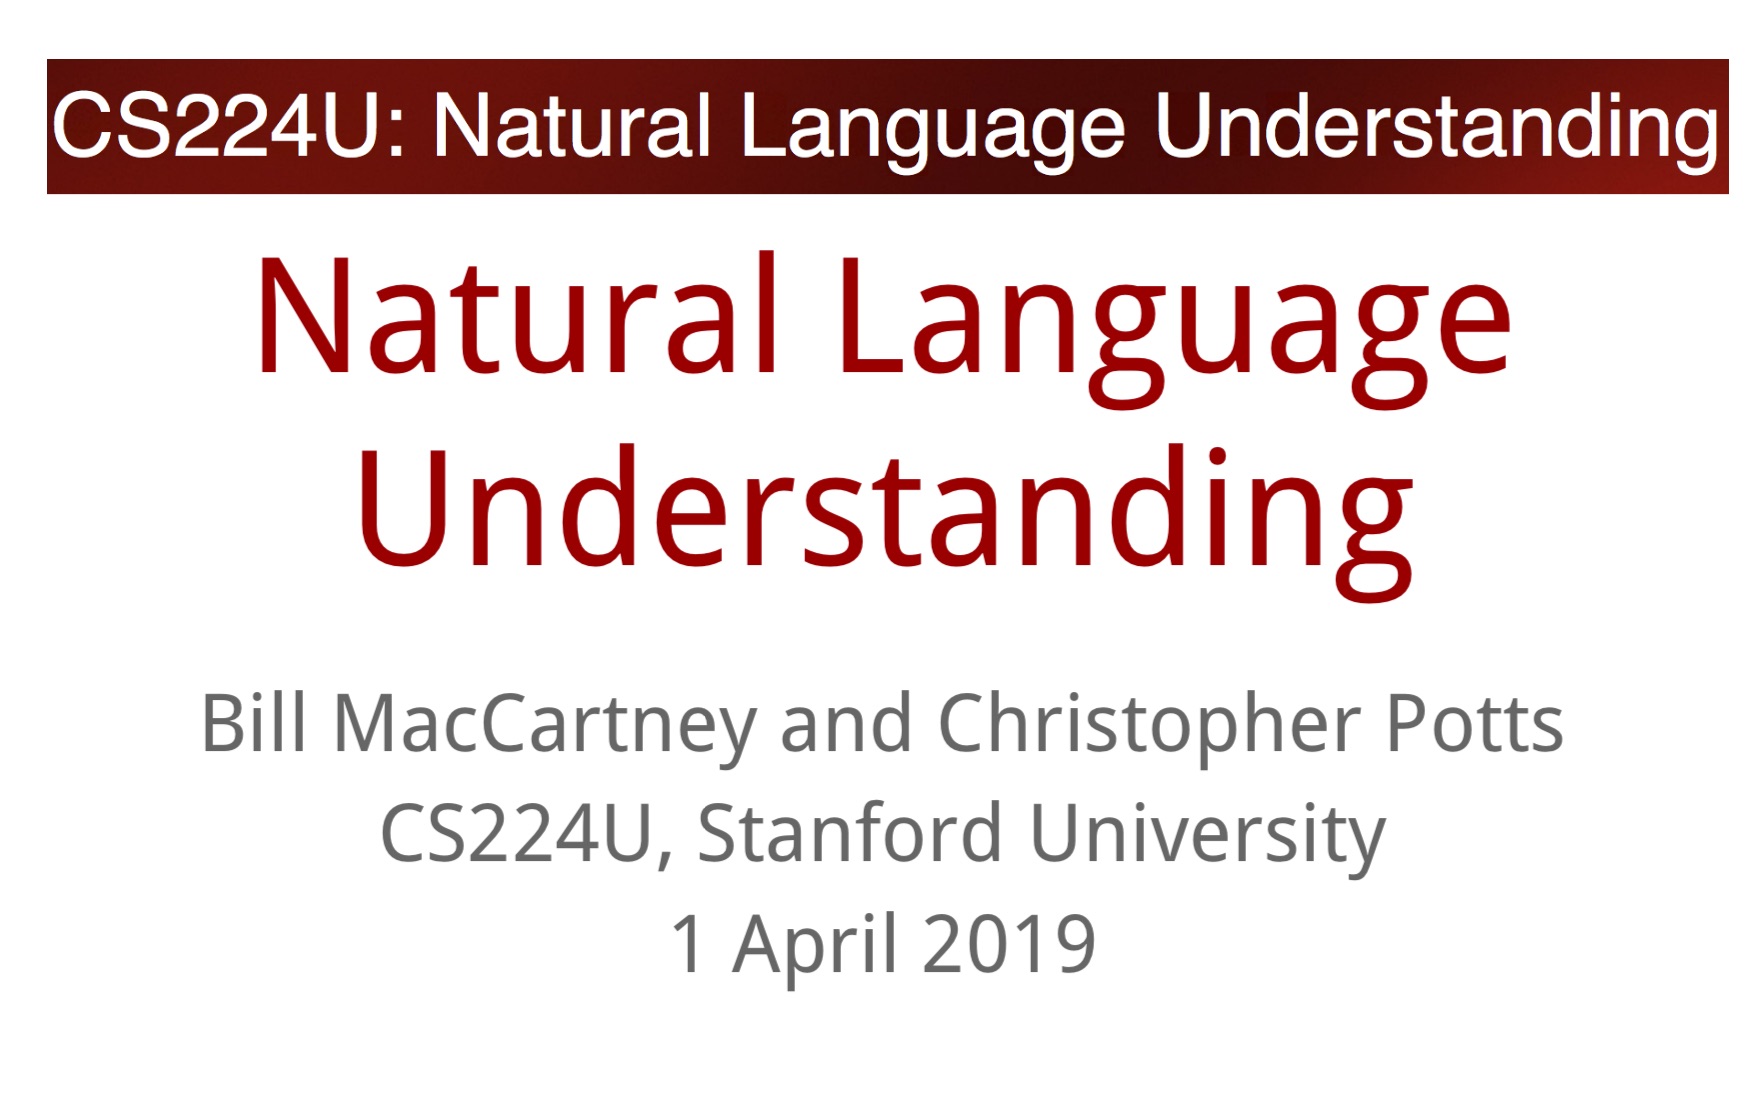 CS224U: Natural Language Understanding
Natural Language
Understanding
Bill MacCartney and Christopher Potts
CS224U, Stanford University
1 April 2019